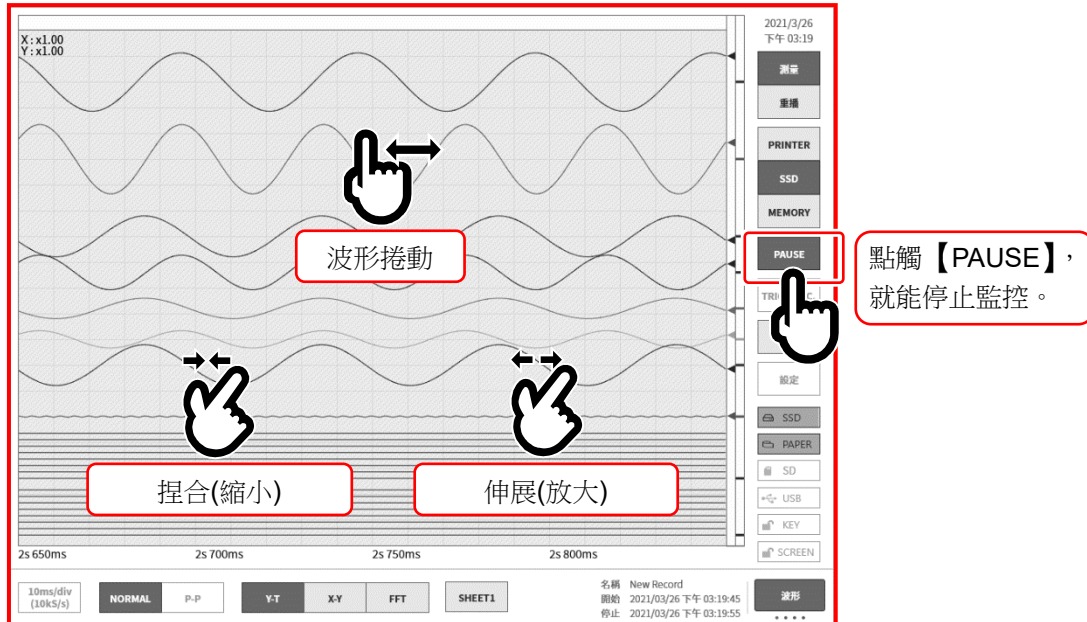 X: x1.00
Y: x1.00
2021/3/26
下午 03:19
測量
重播
PRINTER
SSD
MEMORY
PAUSE
點觸【PAUSE】，
就能停止監控。
波形捲動
設定
SSD
PAPER
SD
USB
KEY
SCREEN
捏合(縮小)
伸展(放大)
2s 650ms
2s 700ms
2s 750ms
2s 800ms
10ms/div
(10kS/s)
NORMAL
P-P
Y-T
X-Y
FFT
SHEET1
名稱 New Record
開始 2021/03/26 下午 03:19:45
停止 2021/03/26 下午 03:19:55
波形